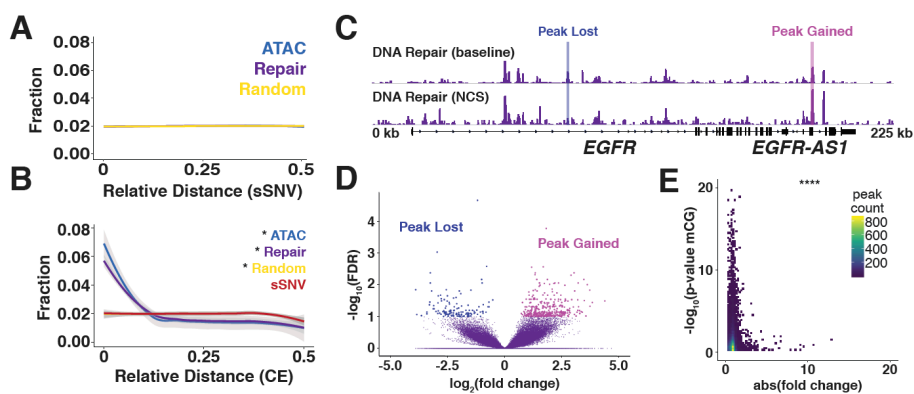 A
0.08
0.06
0.04
0.02
0.00
Fraction
ATAC
Repair
Random
0
0.25
0.5
Relative Distance (sSNV)
B
0.08
0.06
0.04
0.02
0.00
Fraction
* ATAC
* Repair
* Random
sSNV
0
0.25
0.5
Relative Distance (CE)
C
Peak Lost
Peak Gained
DNA Repair (baseline)
DNA Repair (NCS)
0 kb
225 kb
EGFR
EGFR-AS1
D
4
3
2
1
0
-log10(FDR)
Peak Lost
Peak Gained
-5.0
-2.5
0
2.5
5.0
log2(fold change)
E
20
10
0
-log10(p-value mCG)
****
peak
count
800
600
400
200
0
10
20
abs(fold change)